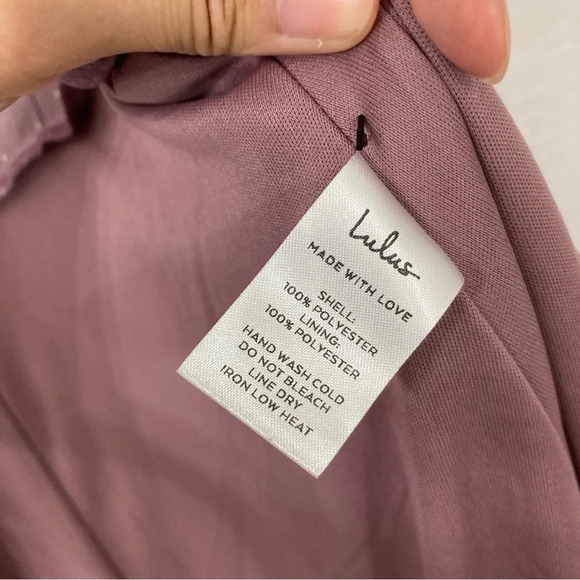 Lulus
MADE WITH LOVE
SHELL:
100% POLYESTER
LINING:
100% POLYESTER
HAND WASH COLD
DO NOT BLEACH
LINE DRY
IRON LOW HEAT